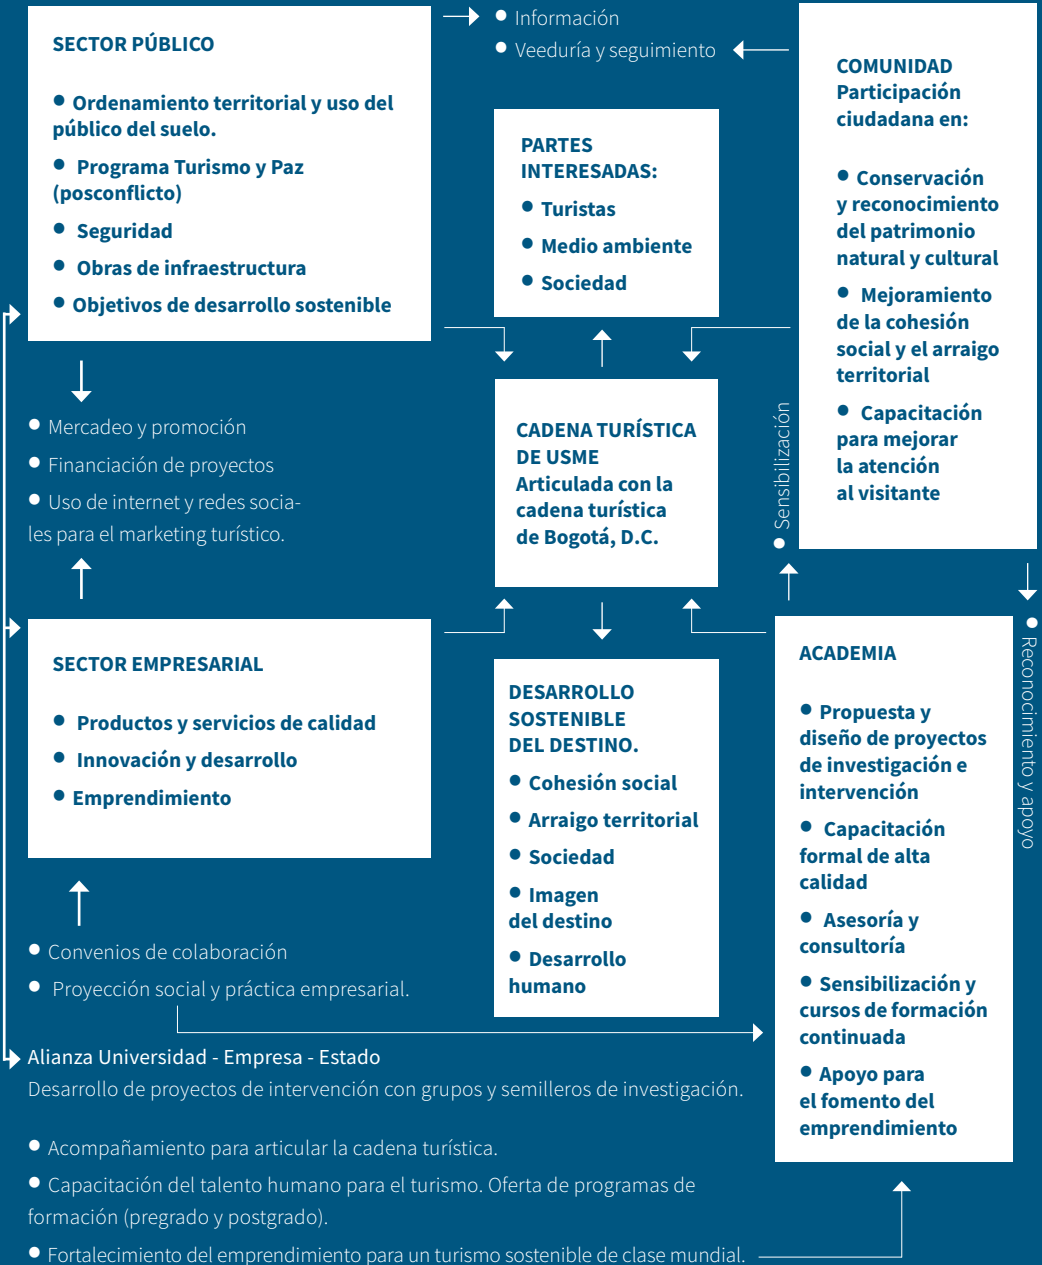 SECTOR PÚBLICO
● Ordenamiento territorial y uso del
público del suelo.
● Programa Turismo y Paz
(posconflicto)
● Seguridad
● Obras de infraestructura
● Objetivos de desarrollo sostenible
● Información
● Veeduría y seguimiento
COMUNIDAD
Participación
ciudadana en:
● Conservación
y reconocimiento
del patrimonio
natural y cultural
● Mejoramiento
de la cohesión
social y el arraigo
territorial
● Capacitación
para mejorar
la atención
al visitante
PARTES
INTERESADAS:
● Turistas
● Medio ambiente
● Sociedad
● Mercadeo y promoción
● Financiación de proyectos
● Uso de internet y redes socia-
les para el marketing turístico.
CADENA TURÍSTICA
DE USME
Articulada con la
cadena turística
de Bogotá, D.C.
● Sensibilización
SECTOR EMPRESARIAL
● Productos y servicios de calidad
● Innovación y desarrollo
● Emprendimiento
DESARROLLO
SOSTENIBLE
DEL DESTINO.
● Cohesión social
● Arraigo territorial
● Sociedad
● Imagen
del destino
● Desarrollo
humano
ACADEMIA
● Propuesta y
diseño de proyectos
de investigación e
intervención
● Capacitación
formal de alta
calidad
● Asesoría y
consultoría
● Sensibilización y
cursos de formación
continuada
● Apoyo para
el fomento del
emprendimiento
● Reconocimiento y apoyo
● Convenios de colaboración
● Proyección social y práctica empresarial.
Alianza Universidad - Empresa - Estado
Desarrollo de proyectos de intervención con grupos y semilleros de investigación.
● Acompañamiento para articular la cadena turística.
● Capacitación del talento humano para el turismo. Oferta de programas de
formación (pregrado y postgrado).
● Fortalecimiento del emprendimiento para un turismo sostenible de clase mundial.